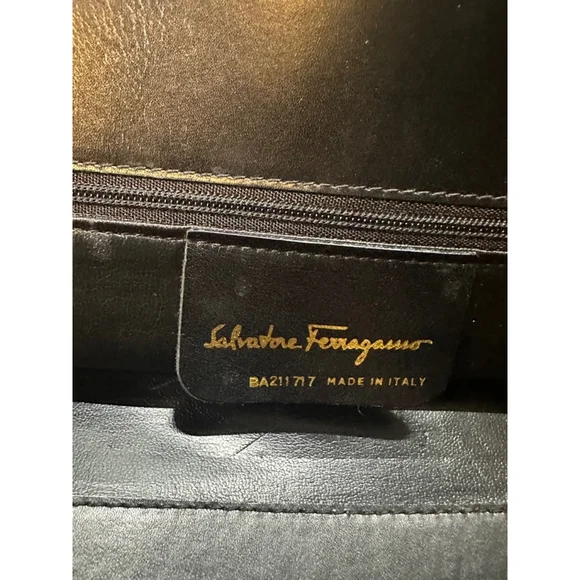 Salvatore Ferragamo
BA211717 MADE IN ITALY